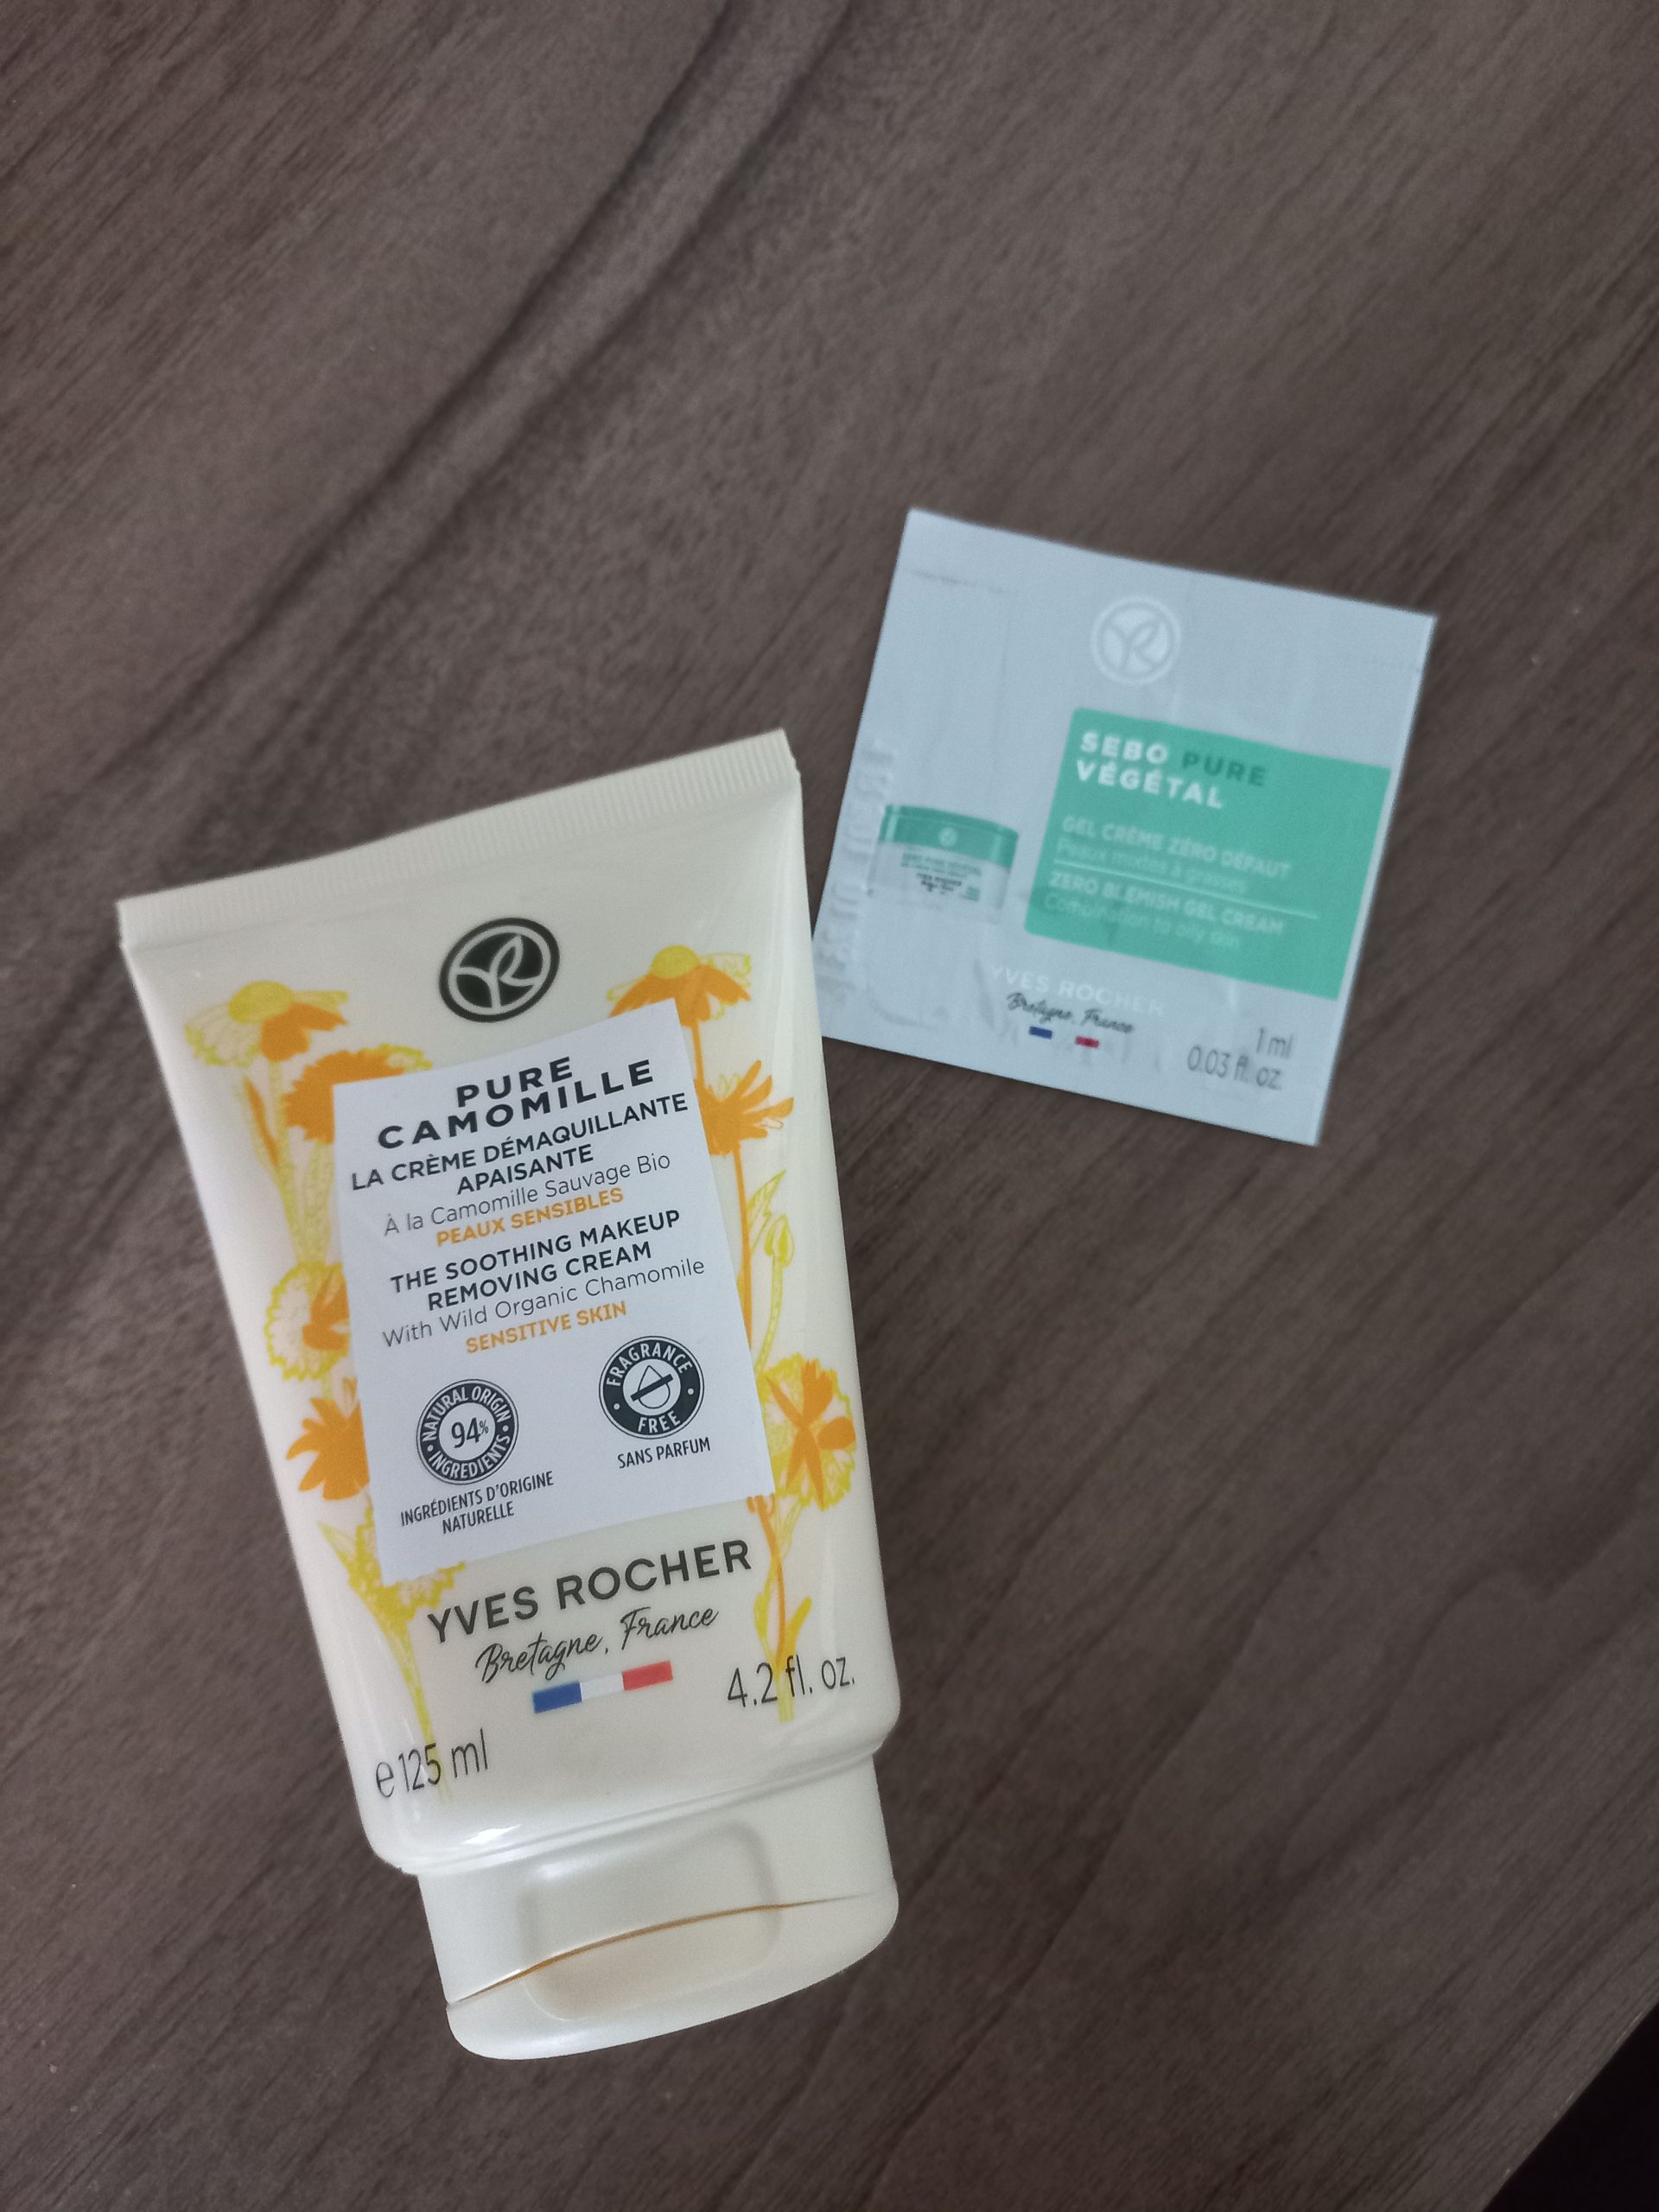 PURE
CAMOMILLE
LA CRÈME DÉMAQUILLANTE
APAISANTE
À la Camomille Sauvage Bio
PEAUX SENSIBLES
THE SOOTHING MAKEUP
REMOVING CREAM
With Wild Organic Chamomile
SENSITIVE SKIN
NATURAL ORIGIN
94%
INGREDIENTS
INGRÉDIENTS D'ORIGINE
NATURELLE
FRAGRANCE
FREE
SANS PARFUM
YVES ROCHER
Bretagne, France
4.2 fl. oz.
e 125 ml
SEBO PURE
VÉGÉTAL
GEL CRÈME ZÉRO DÉFAUT
Peaux mixtes à grasses
ZERO BLEMISH GEL CREAM
Combination to oily skin
YVES ROCHER
Bretagne, France
1 ml
0.03 fl. oz.